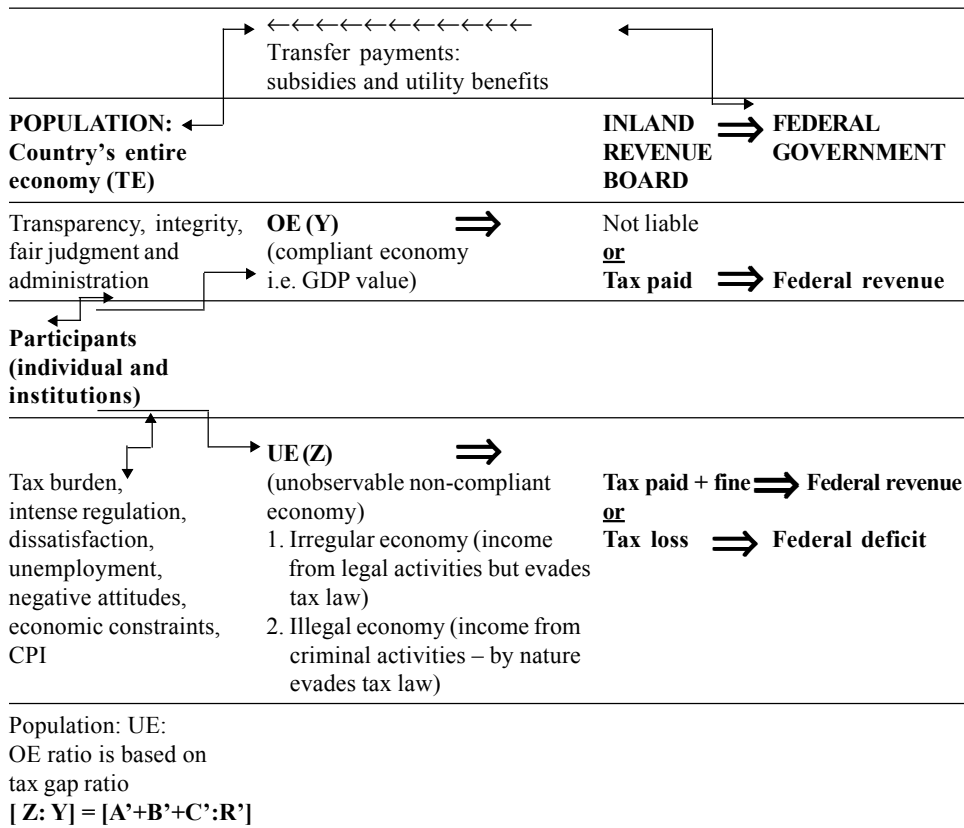 ← ← ← ← ← ← ← ← ← ← ←
Transfer payments:
subsidies and utility benefits
POPULATION:
Country's entire
economy (TE)
INLAND
REVENUE
BOARD
⇒ FEDERAL
GOVERNMENT
Transparency, integrity,
fair judgment and
administration
OE (Y) ⇒
(compliant economy
i.e. GDP value)
Not liable
or
Tax paid ⇒ Federal revenue
Participants
(individual and
institutions)
Tax burden,
intense regulation,
dissatisfaction,
unemployment,
negative attitudes,
economic constraints,
CPI
UE (Z) ⇒
(unobservable non-compliant
economy)
1. Irregular economy (income
from legal activities but evades
tax law)
2. Illegal economy (income from
criminal activities – by nature
evades tax law)
Tax paid + fine ⇒ Federal revenue
or
Tax loss ⇒ Federal deficit
Population: UE:
OE ratio is based on
tax gap ratio
[ Z: Y] = [A'+B'+C':R']